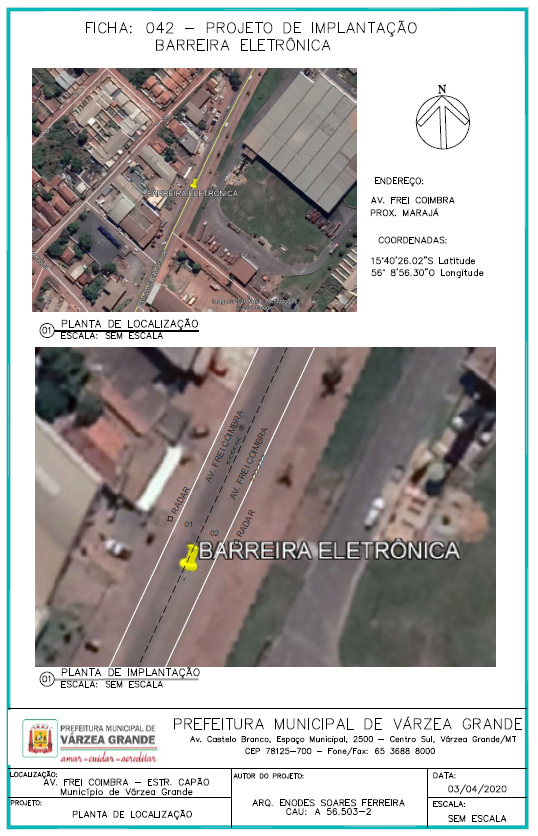 FICHA: 042 – PROJETO DE IMPLANTAÇÃO
BARREIRA ELETRÔNICA
BARREIRA ELETRÔNICA
N
ENDEREÇO:
AV. FREI COIMBRA
PROX. MARAJÁ
COORDENADAS:
15°40'26.02"S Latitude
56° 8'56.30"O Longitude
01
PLANTA DE LOCALIZAÇÃO
ESCALA: SEM ESCALA
AV. FREI COIMBRA
AV. FREI COIMBRA
RADAR
RADAR
01
02
BARREIRA ELETRÔNICA
01
PLANTA DE IMPLANTAÇÃO
ESCALA: SEM ESCALA
PREFEITURA MUNICIPAL DE
VÁRZEA GRANDE
amar - cuidar - acreditar
PREFEITURA MUNICIPAL DE VÁRZEA GRANDE
Av. Castelo Branco, Espaço Municipal, 2500 – Centro Sul, Várzea Grande/MT
CEP 78125–700 – Fone/Fax: 65 3688 8000
LOCALIZAÇÃO:
AV. FREI COIMBRA – ESTR. CAPÃO
Município de Várzea Grande
PROJETO:
PLANTA DE LOCALIZAÇÃO
AUTOR DO PROJETO:
ARQ. ENODES SOARES FERREIRA
CAU: A 56.503–2
DATA:
03/04/2020
ESCALA:
SEM ESCALA